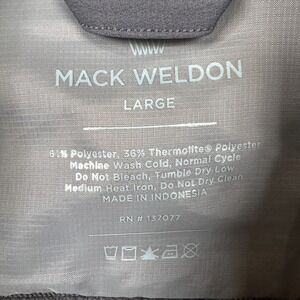 MACK WELDON
LARGE
64% Polyester, 36% Thermolite® Polyester
Machine Wash Cold, Normal Cycle
Do Not Bleach, Tumble Dry Low
Medium Heat Iron, Do Not Dry Clean
MADE IN INDONESIA
RN # 137077